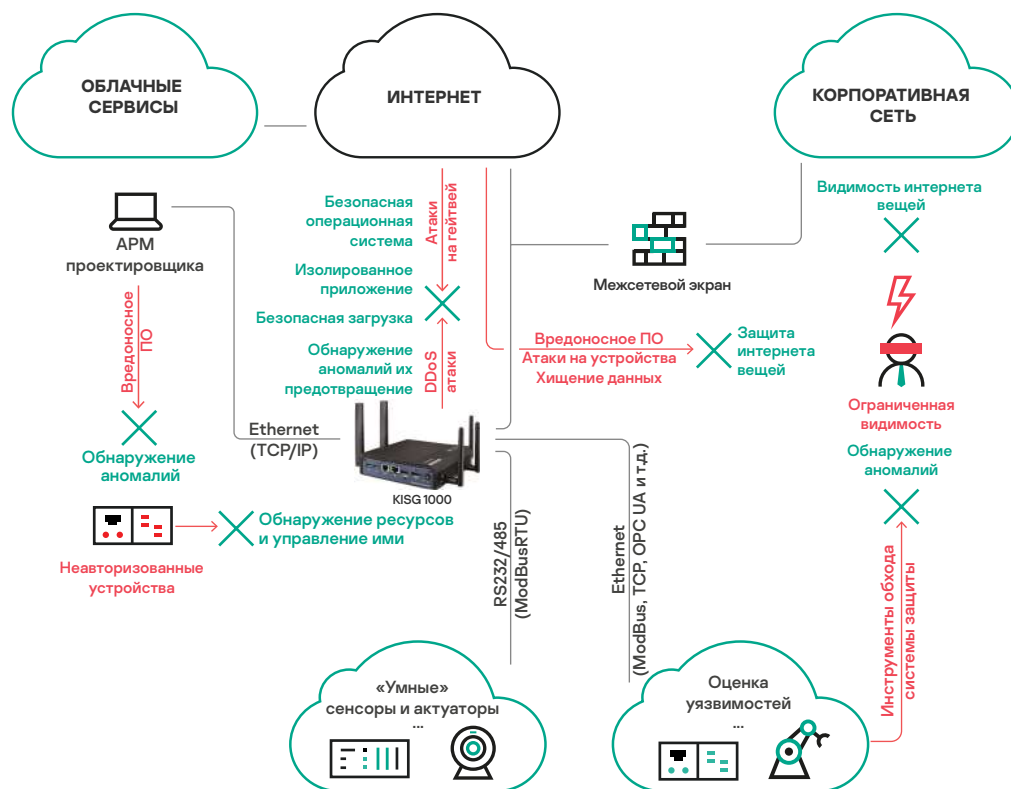 ОБЛАЧНЫЕ
СЕРВИСЫ
ИНТЕРНЕТ
КОРПОРАТИВНАЯ
СЕТЬ
АРМ
проектировщика
Безопасная
операционная
система
Атаки
на гейтвей
Изолированное
приложение
Безопасная загрузка
Обнаружение
аномалий их
предотвращение
DDoS
атаки
Межсетевой экран
Видимость интернета
вещей
Вредоносное
ПО
Вредоносное ПО
Атаки на устройства
Хищение данных
Защита
интернета
вещей
Ограниченная
видимость
Обнаружение
аномалий
Обнаружение
аномалий
Ethernet
(TCP/IP)
KISG 1000
Неавторизованные
устройства
Обнаружение ресурсов
и управление ими
RS232/485
(ModBusRTU)
Ethernet
(ModBus, TCP, OPC UA и т.д.)
Инструменты обхода
системы защиты
«Умные»
сенсоры и актуаторы
...
Оценка
уязвимостей
...